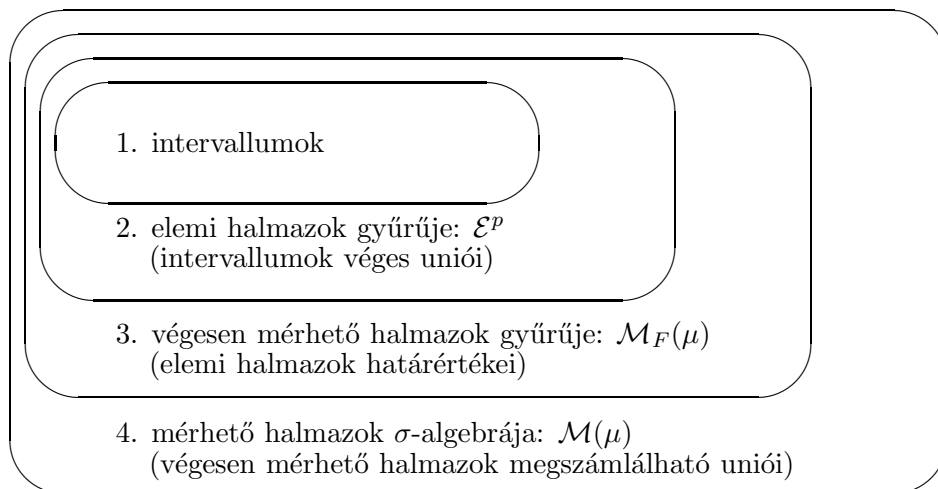 1. intervallumok
2. elemi halmazok gyűrűje: $\mathcal{E}^p$
(intervallumok véges uniói)
3. végesen mérhető halmazok gyűrűje: $\mathcal{M}_F(\mu)$
(elemi halmazok határértékei)
4. mérhető halmazok $\sigma$-algebrája: $\mathcal{M}(\mu)$
(végesen mérhető halmazok megszámlálható uniói)